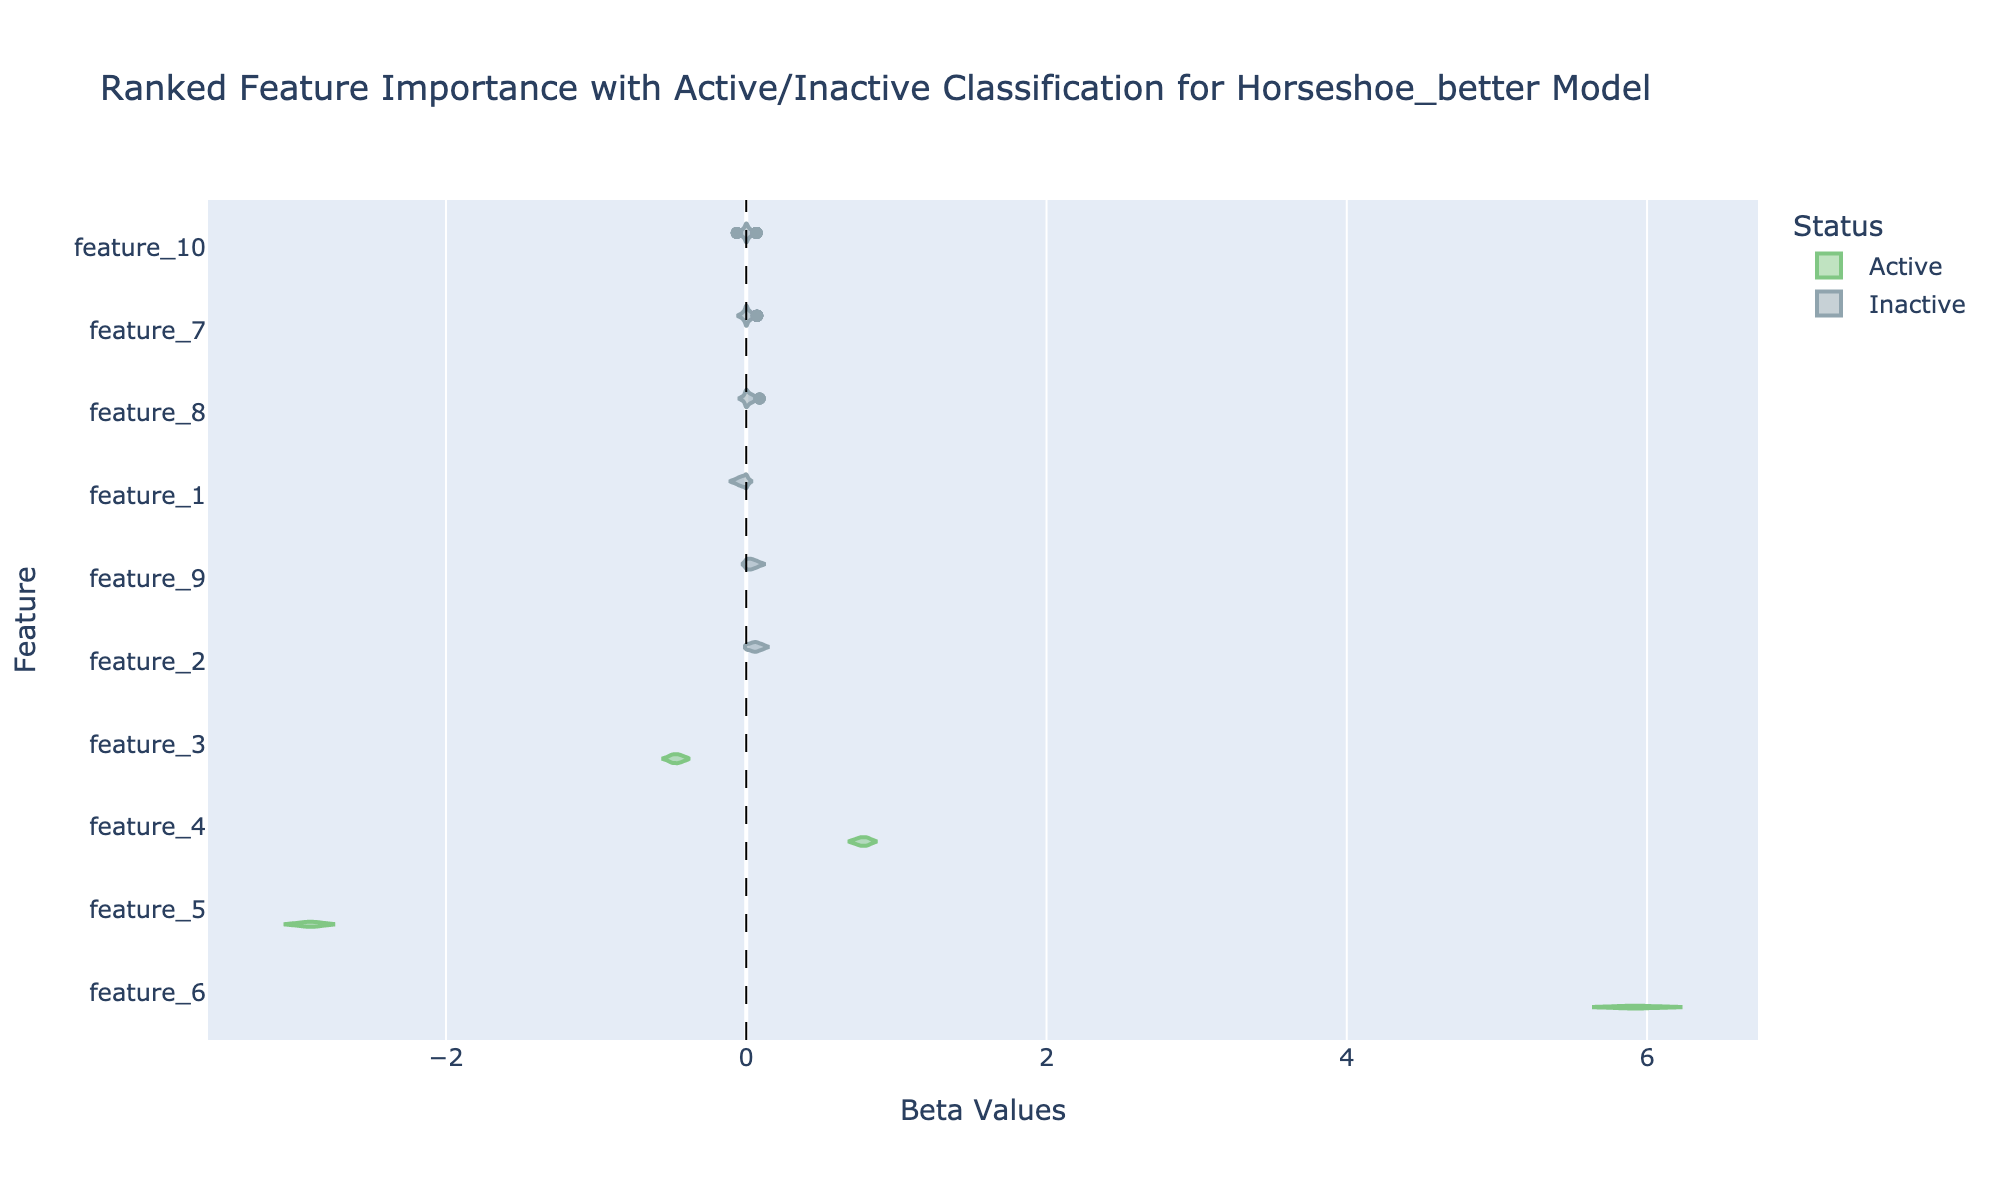 Ranked Feature Importance with Active/Inactive Classification for Horseshoe_better Model
Status
Active
Inactive
Feature
feature_10
feature_7
feature_8
feature_1
feature_9
feature_2
feature_3
feature_4
feature_5
feature_6
−2 0 2 4 6
Beta Values